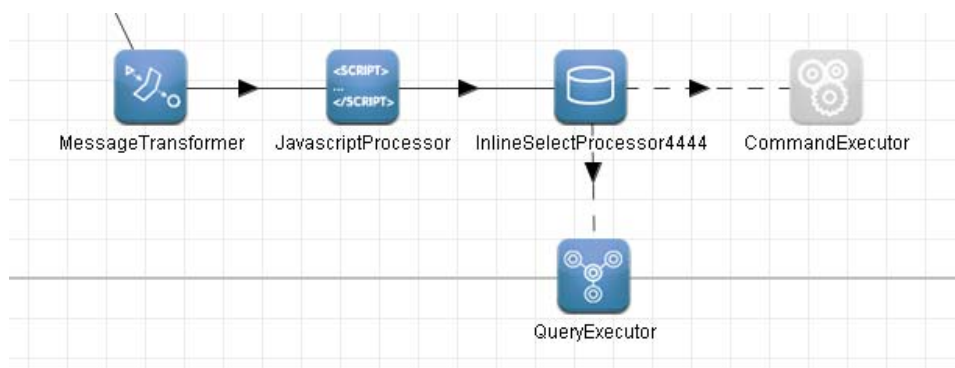 <SCRIPT>
...
</SCRIPT>
MessageTransformer
JavascriptProcessor
InlineSelectProcessor4444
CommandExecutor
QueryExecutor